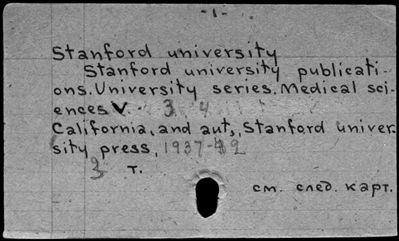 -1-
Stanford university
Stanford university publicati-
ons. University series. Medical sci-
ences V. 3 4
California, and aut., Stanford univer-
sity press, 1937-
3 т.
см. след. карт.